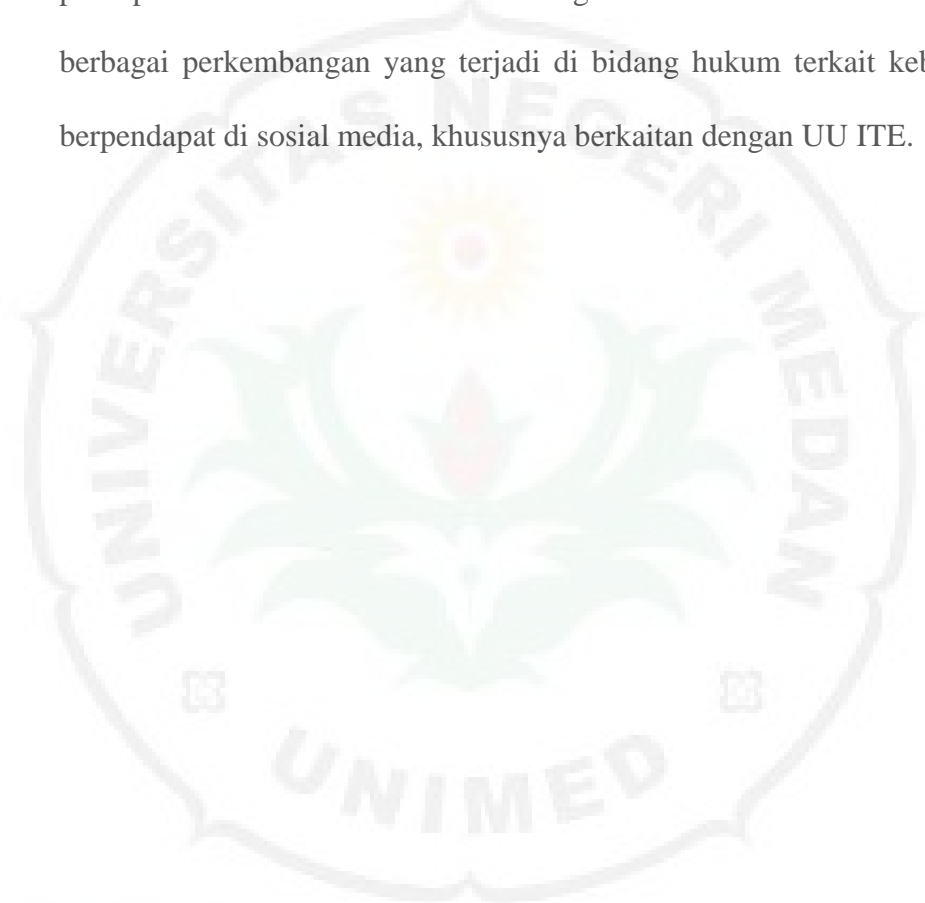 berbagai perkembangan yang terjadi di bidang hukum terkait keb
berpendapat di sosial media, khususnya berkaitan dengan UU ITE.
UNIVERSITAS NEGERI MEDAN
UNIMED